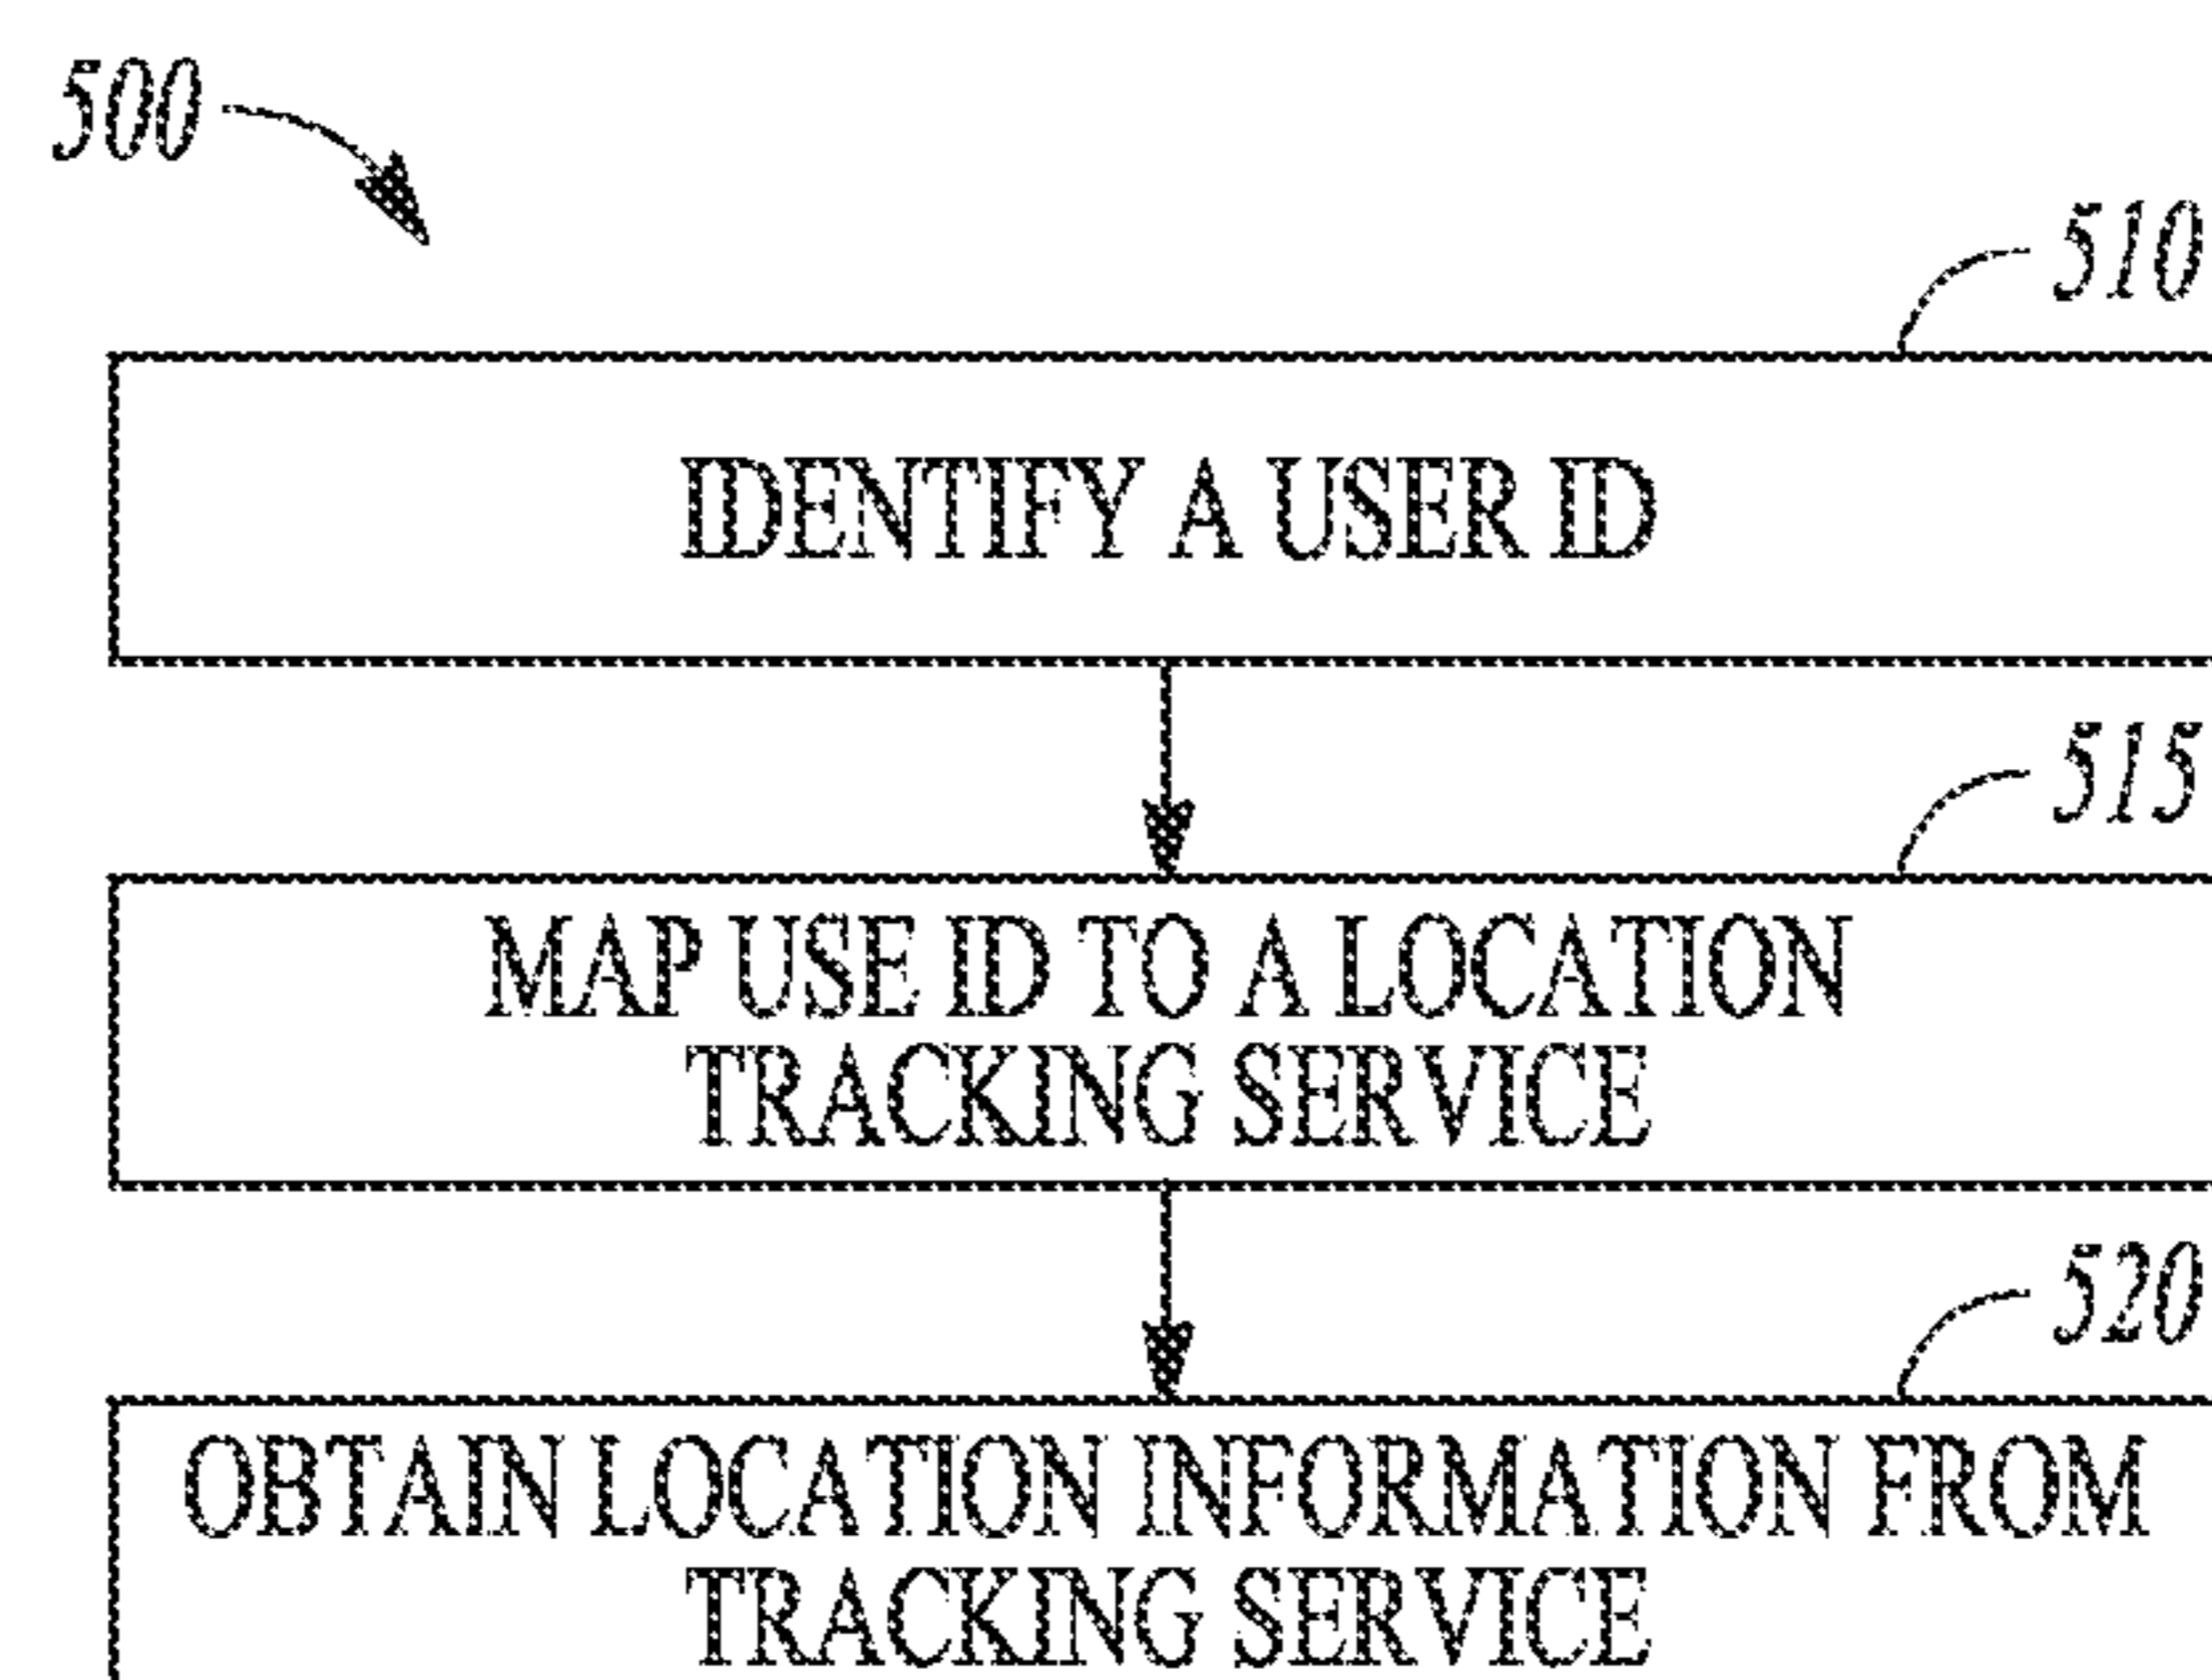 500
510
IDENTIFY A USER ID
515
MAP USE ID TO A LOCATION
TRACKING SERVICE
520
OBTAIN LOCATION INFORMATION FROM
TRACKING SERVICE